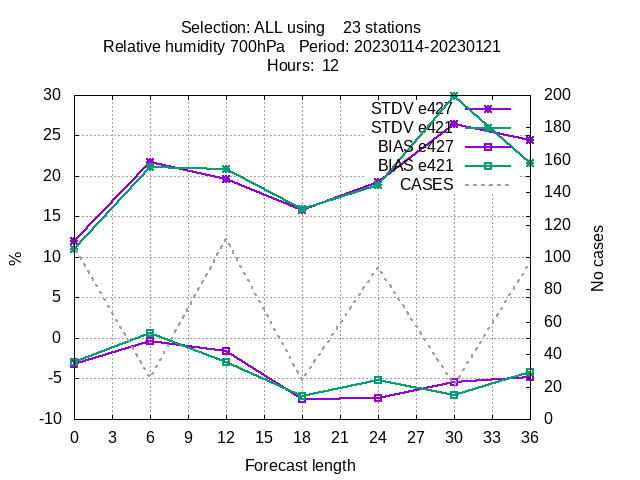 Selection: ALL using    23 stations
Relative humidity 700hPa   Period: 20230114-20230121
Hours:  12
30
25
20
15
10
5
0
-5
-10
%
STDV e427
STDV e421
BIAS e427
BIAS e421
CASES
200
180
160
140
120
100
80
60
40
20
0
No cases
0 3 6 9 12 15 18 21 24 27 30 33 36
Forecast length